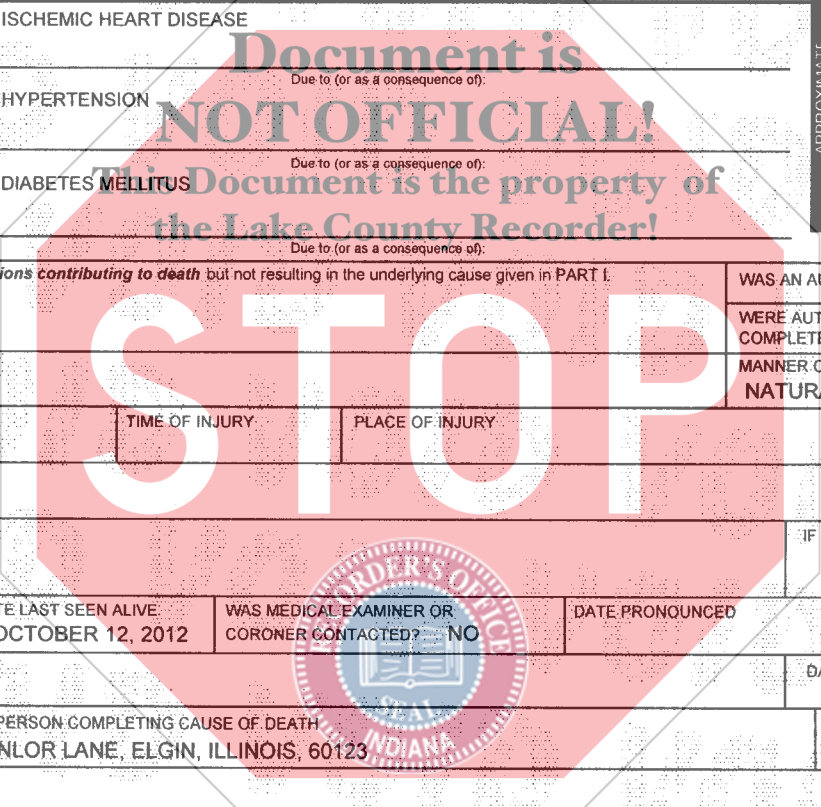 ISCHEMIC HEART DISEASE
Document is
Due to (or as a consequence of):
HYPERTENSION
NOT OFFICIAL!
Due to (or as a consequence of):
DIABETES MELLITUS
This Document is the property of
the Lake County Recorder!
Due to (or as a consequence of):
ions contributing to death but not resulting in the underlying cause given in PART I.
WAS AN AU
WERE AUT
COMPLETE
MANNER O
NATURA
STOP
TIME OF INJURY
PLACE OF INJURY
IF
RECORDER'S OFFICE
TE LAST SEEN ALIVE
OCTOBER 12, 2012
WAS MEDICAL EXAMINER OR
CORONER CONTACTED? NO
DATE PRONOUNCED
DA
SEAL
INDIANA
PERSON COMPLETING CAUSE OF DEATH
NLOR LANE, ELGIN, ILLINOIS, 60123